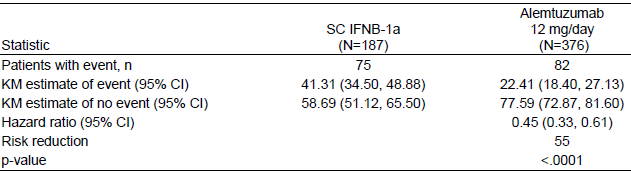 Alemtuzumab
SC IFNB-1a 12 mg/day
Statistic (N=187) (N=376)
Patients with event, n 75 82
KM estimate of event (95% CI) 41.31 (34.50, 48.88) 22.41 (18.40, 27.13)
KM estimate of no event (95% CI) 58.69 (51.12, 65.50) 77.59 (72.87, 81.60)
Hazard ratio (95% CI) 0.45 (0.33, 0.61)
Risk reduction 55
p-value <.0001